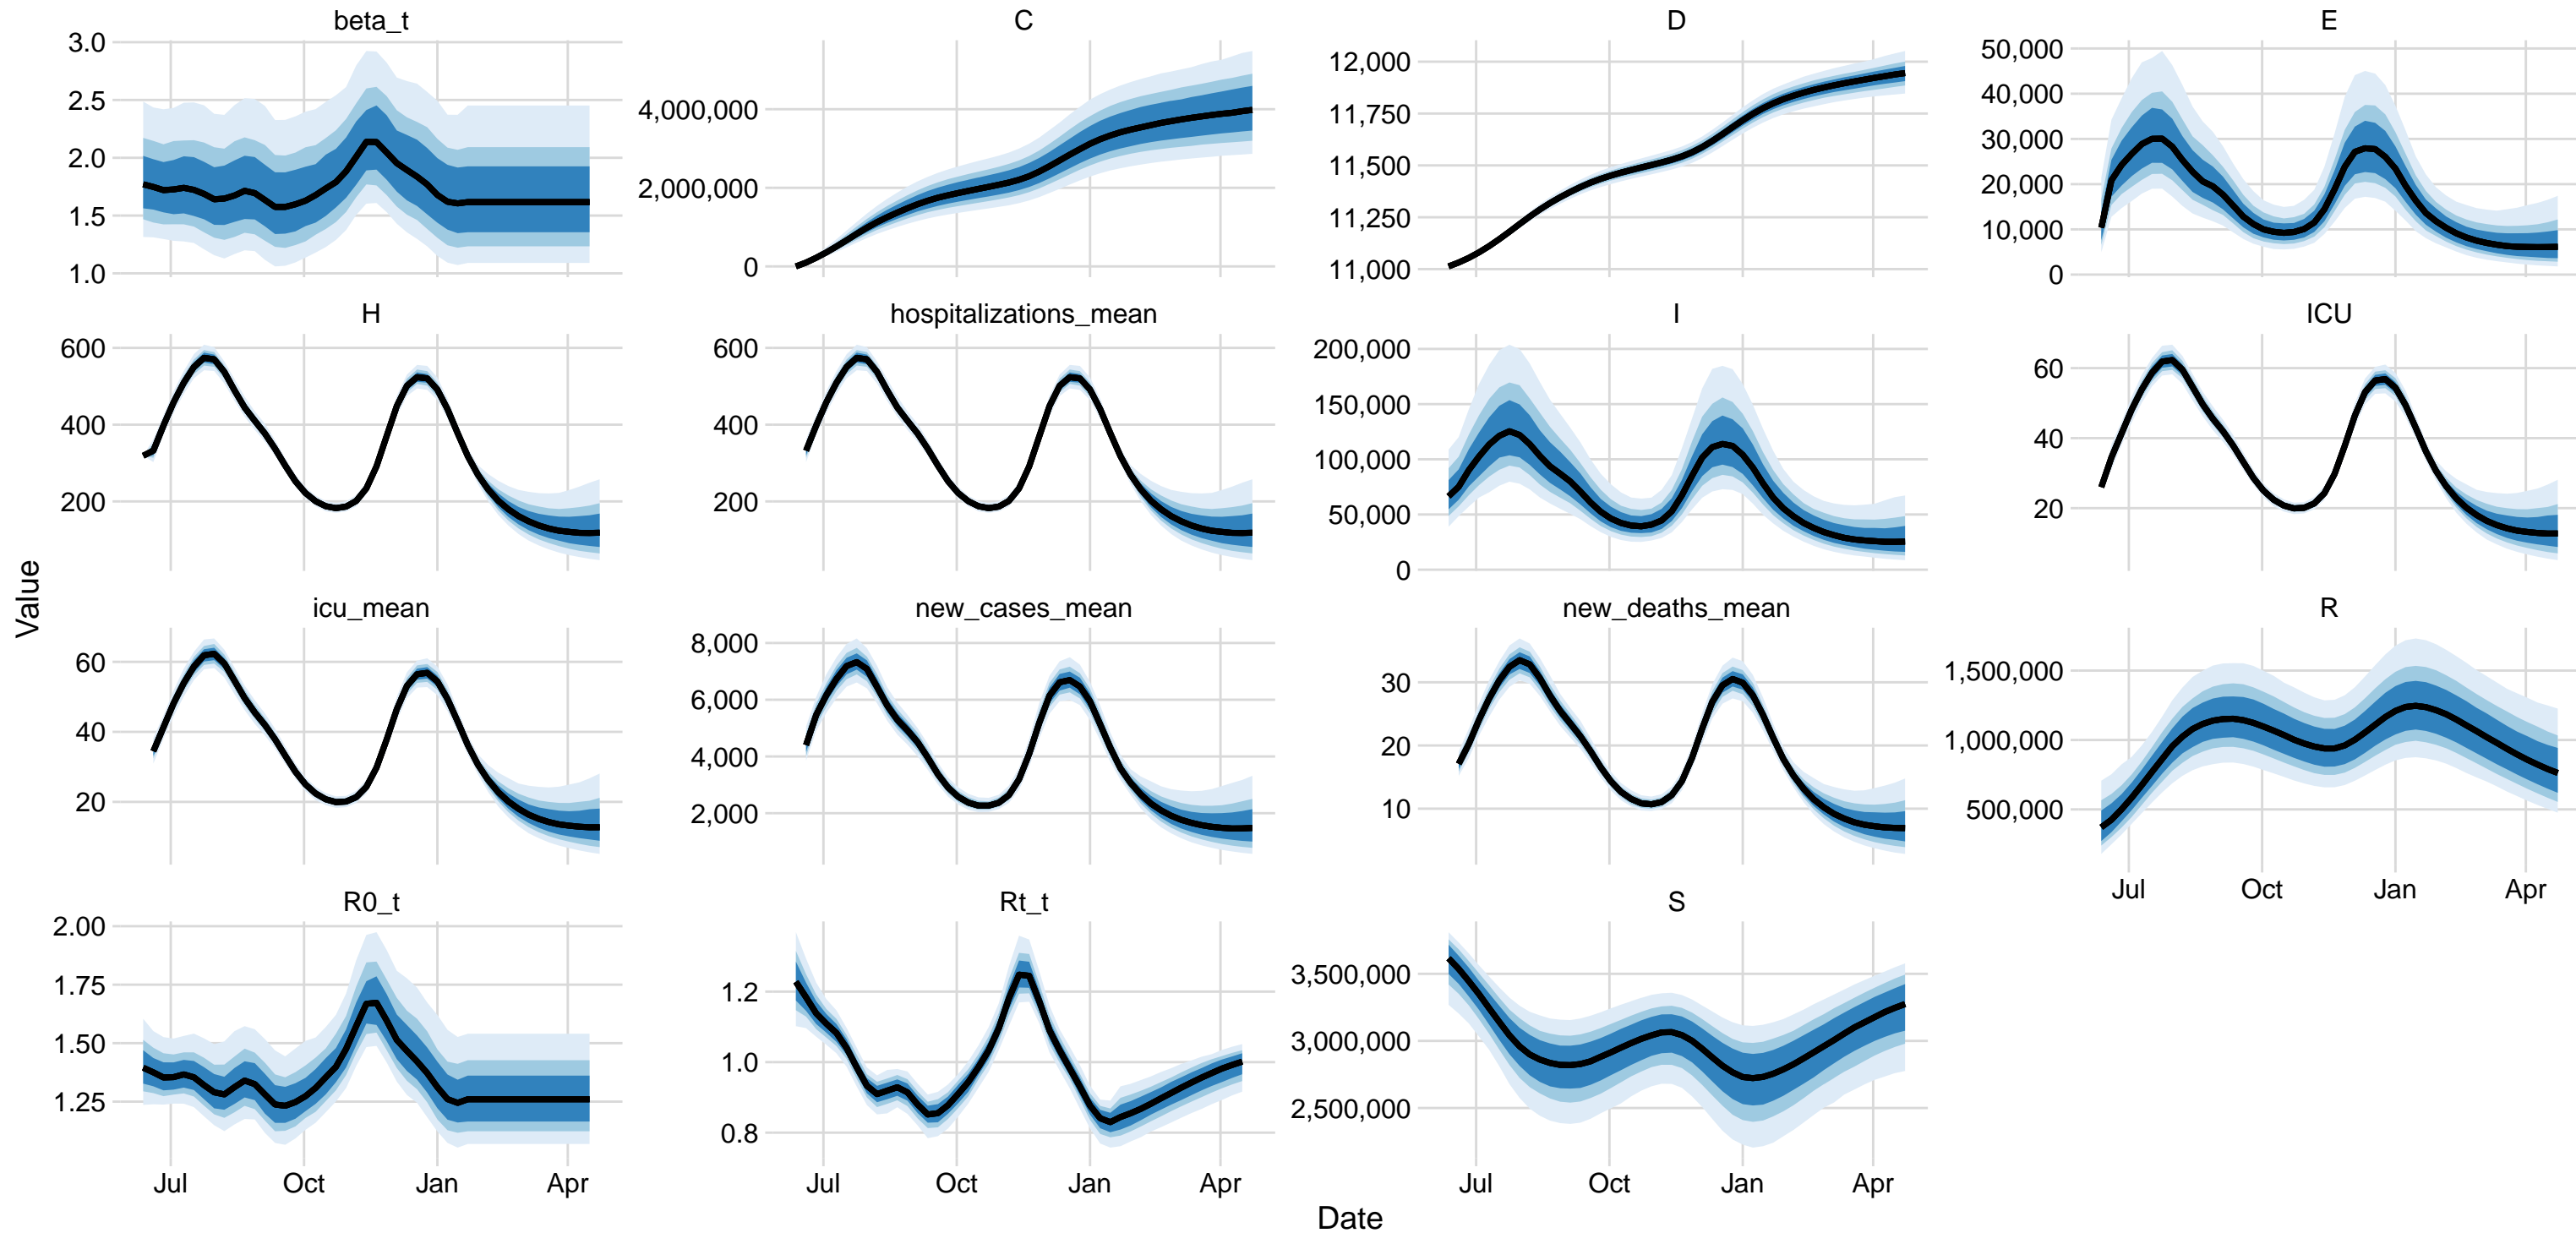 beta_t
C
D
E
3.0
2.5
2.0
1.5
1.0
4,000,000
2,000,000
0
12,000
11,750
11,500
11,250
11,000
50,000
40,000
30,000
20,000
10,000
0
H
hospitalizations_mean
I
ICU
600
400
200
600
400
200
200,000
150,000
100,000
50,000
0
60
40
20
Value
icu_mean
new_cases_mean
new_deaths_mean
R
60
40
20
8,000
6,000
4,000
2,000
30
20
10
1,500,000
1,000,000
500,000
Jul Oct Jan Apr
R0_t
Rt_t
S
2.00
1.75
1.50
1.25
1.2
1.0
0.8
3,500,000
3,000,000
2,500,000
Jul Oct Jan Apr
Jul Oct Jan Apr
Jul Oct Jan Apr
Date